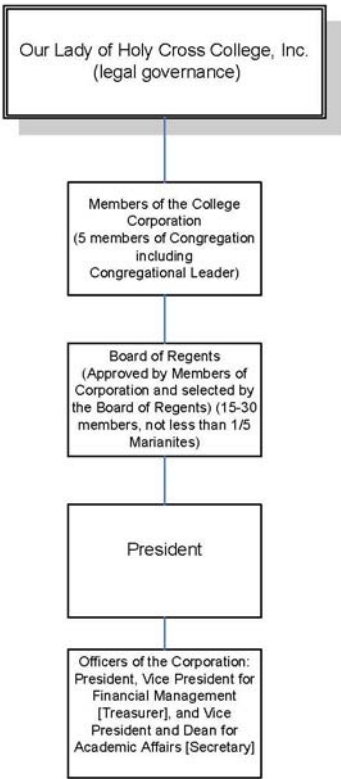 Our Lady of Holy Cross College, Inc.
(legal governance)
Members of the College
Corporation
(5 members of Congregation
including
Congregational Leader)
Board of Regents
(Approved by Members of
Corporation and selected by
the Board of Regents) (15-30
members, not less than 1/5
Marianites)
President
Officers of the Corporation:
President, Vice President for
Financial Management
[Treasurer], and Vice
President and Dean for
Academic Affairs [Secretary]